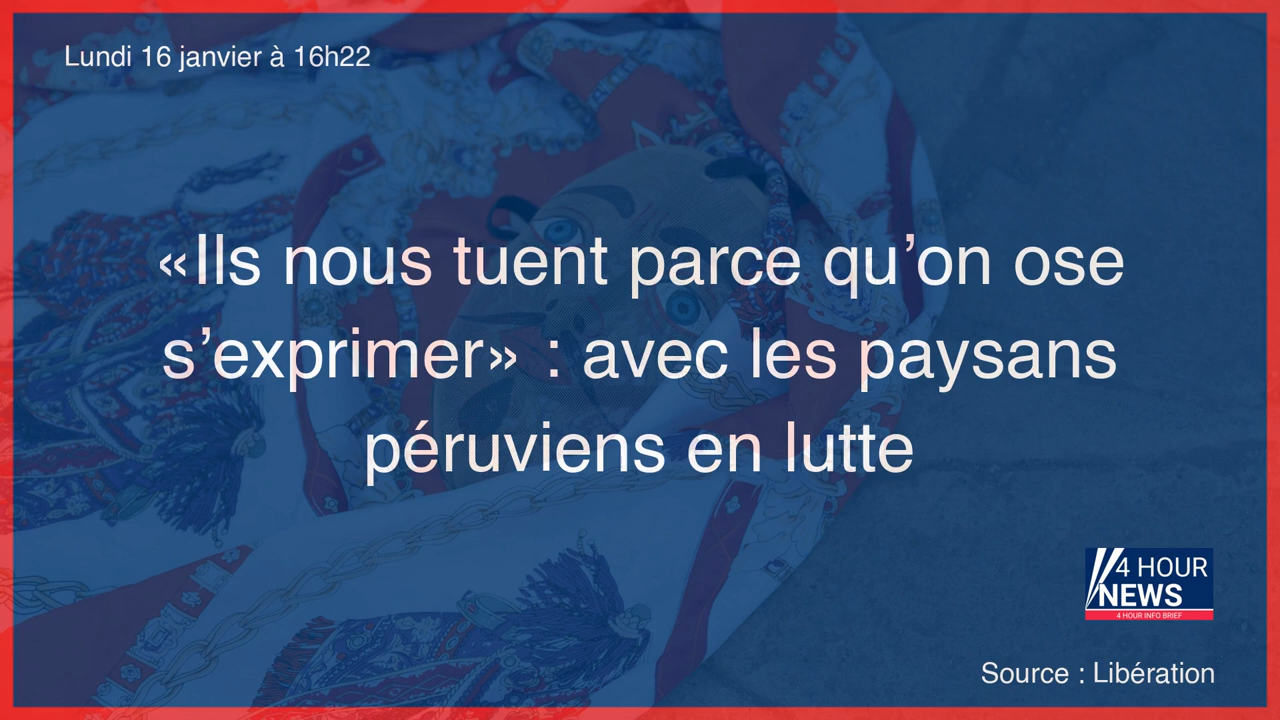 Lundi 16 janvier à 16h22
«Ils nous tuent parce qu’on ose
s’exprimer» : avec les paysans
péruviens en lutte
4 HOUR
NEWS
4 HOUR INFO BRIEF
Source : Libération